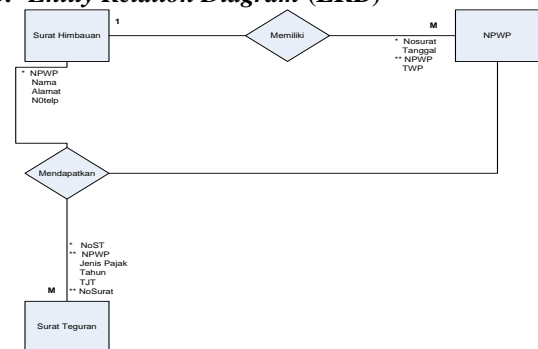 Entity Relation Diagram (ERD)
Surat Himbauan
1
Memiliki
M
NPWP
* Nosurat
Tanggal
** NPWP
TWP
* NPWP
Nama
Alamat
N0telp
Mendapatkan
* NoST
** NPWP
Jenis Pajak
Tahun
TJT
** NoSurat
M
Surat Teguran